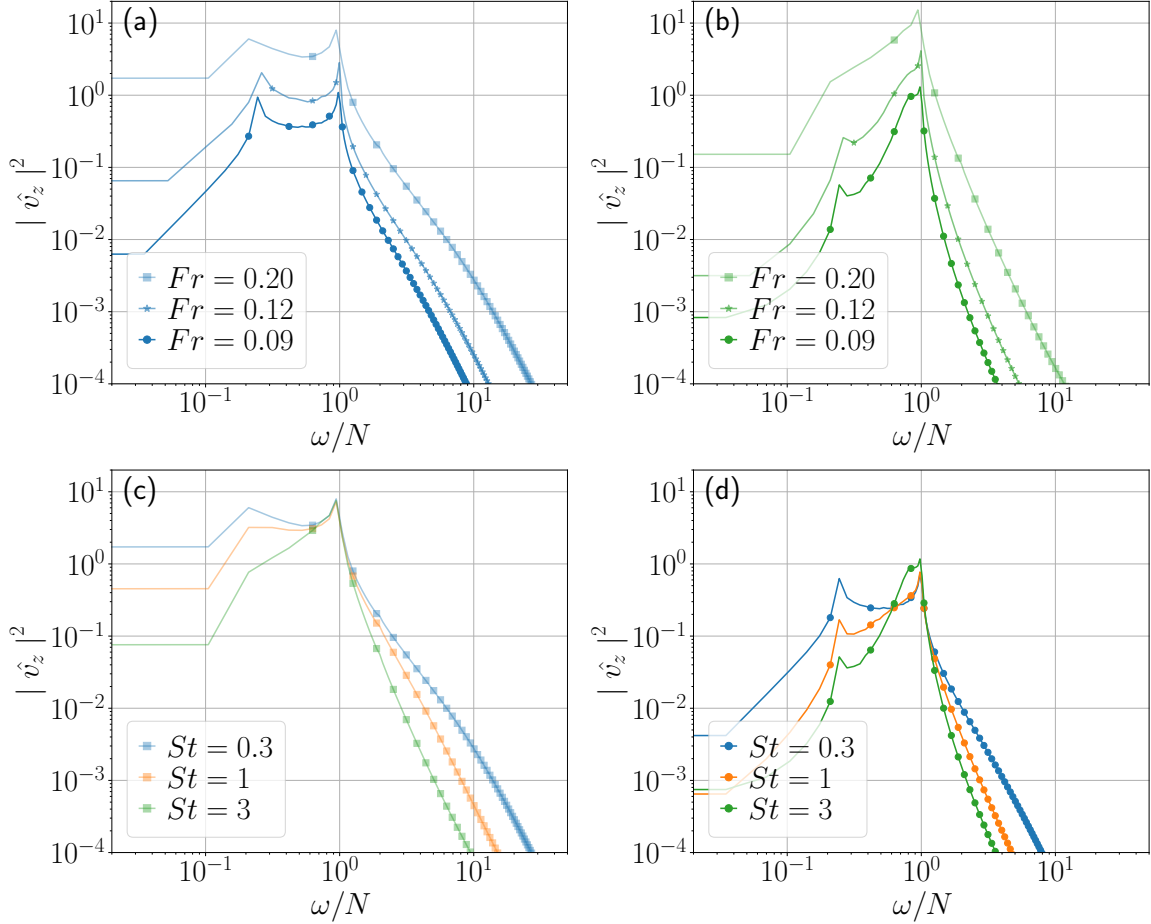 (a)
10^1
10^0
10^{-1}
10^{-2}
10^{-3}
10^{-4}
| v̂_z |^2
Fr = 0.20
Fr = 0.12
Fr = 0.09
10^{-1} 10^0 10^1
ω/N
(b)
10^1
10^0
10^{-1}
10^{-2}
10^{-3}
10^{-4}
| v̂_z |^2
Fr = 0.20
Fr = 0.12
Fr = 0.09
10^{-1} 10^0 10^1
ω/N
(c)
10^1
10^0
10^{-1}
10^{-2}
10^{-3}
10^{-4}
| v̂_z |^2
St = 0.3
St = 1
St = 3
10^{-1} 10^0 10^1
ω/N
(d)
10^1
10^0
10^{-1}
10^{-2}
10^{-3}
10^{-4}
| v̂_z |^2
St = 0.3
St = 1
St = 3
10^{-1} 10^0 10^1
ω/N